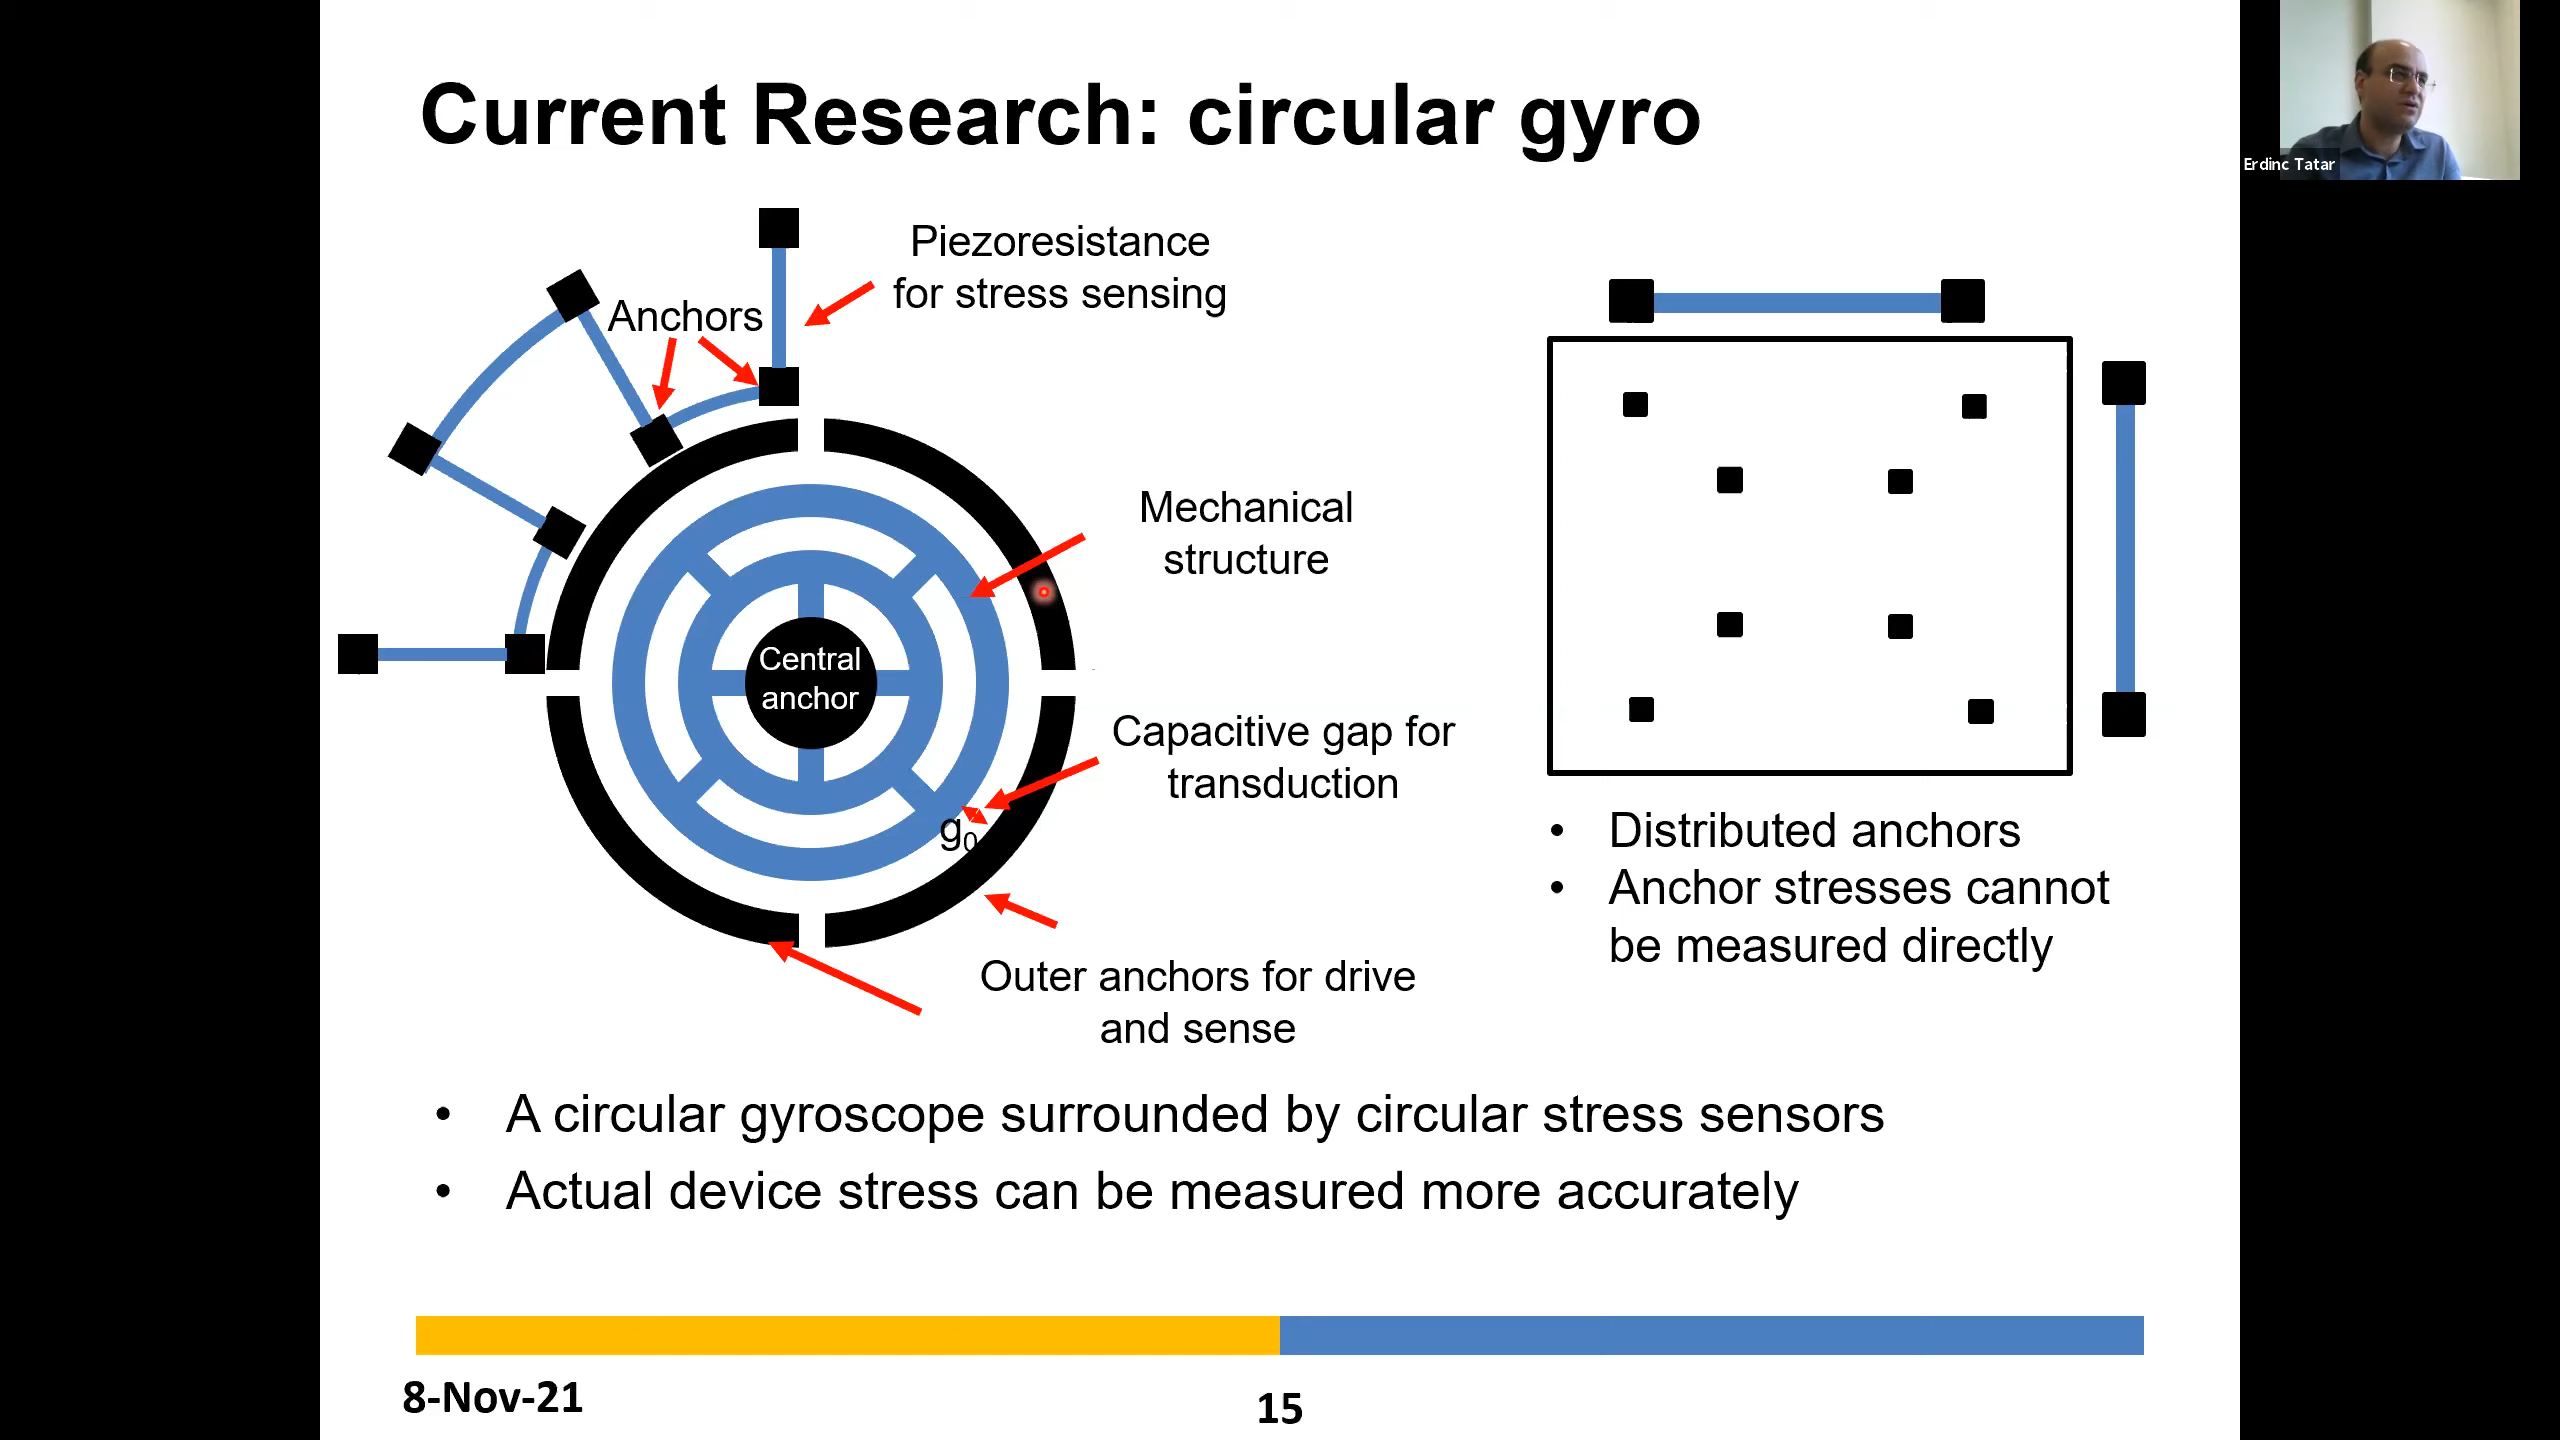 Current Research: circular gyro
Erdinc Tatar
Piezoresistance
for stress sensing
Anchors
Mechanical
structure
Central
anchor
Capacitive gap for
transduction
g₀
Outer anchors for drive
and sense
• Distributed anchors
• Anchor stresses cannot
be measured directly
• A circular gyroscope surrounded by circular stress sensors
• Actual device stress can be measured more accurately
8-Nov-21
15